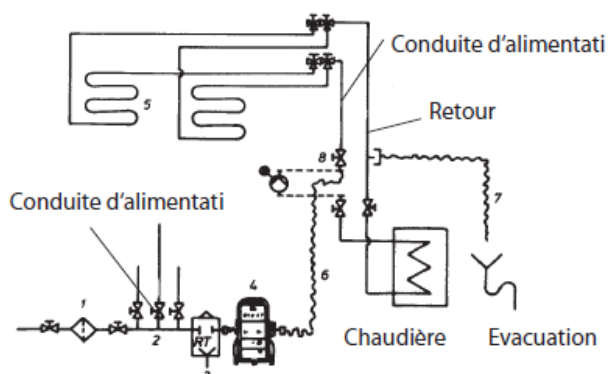 Conduite d'alimentati
Retour
5
8
Conduite d'alimentati
7
6
4
1
2
RT
Chaudière
Evacuation